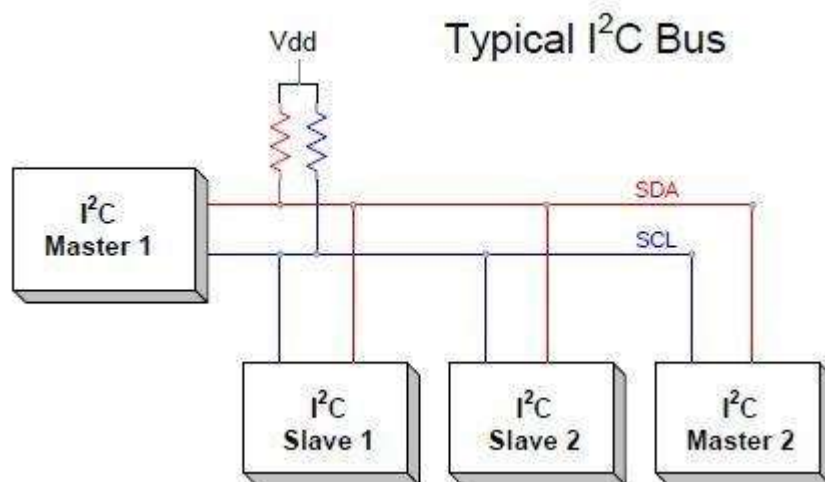 Typical I²C Bus
Vdd
SDA
I²C
Master 1
SCL
I²C
Slave 1
I²C
Slave 2
I²C
Master 2